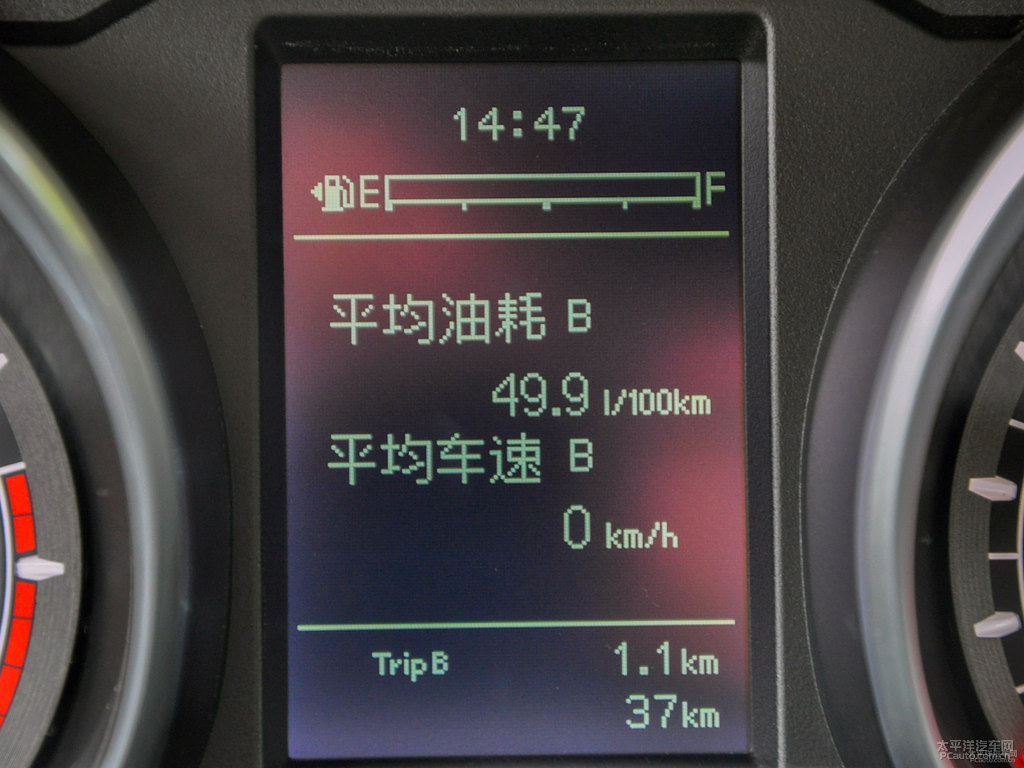 14:47
E F
平均油耗 B
49.9 l/100km
平均车速 B
0 km/h
Trip B 1.1 km
37 km
太平洋汽车网
PCauto.com.cn